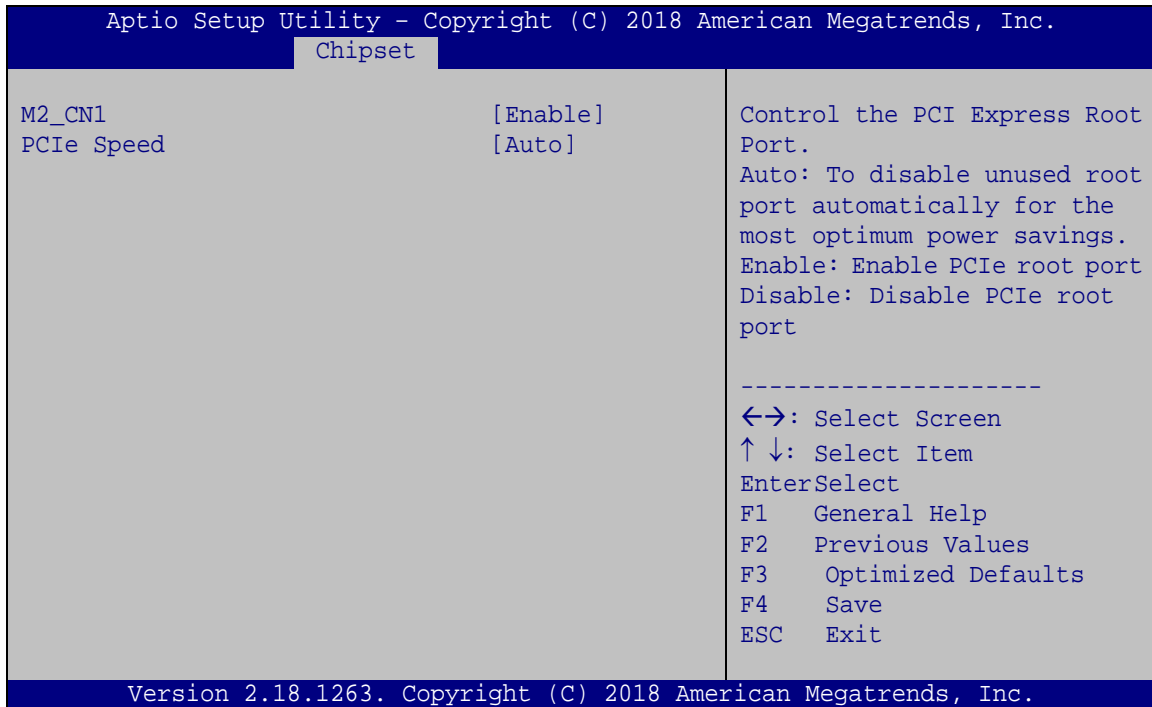 Aptio Setup Utility – Copyright (C) 2018 American Megatrends, Inc.
Chipset
M2_CN1 [Enable]
PCIe Speed [Auto]
Control the PCI Express Root
Port.
Auto: To disable unused root
port automatically for the
most optimum power savings.
Enable: Enable PCIe root port
Disable: Disable PCIe root
port
---------------------
←→: Select Screen
↑ ↓: Select Item
EnterSelect
F1 General Help
F2 Previous Values
F3 Optimized Defaults
F4 Save
ESC Exit
Version 2.18.1263. Copyright (C) 2018 American Megatrends, Inc.